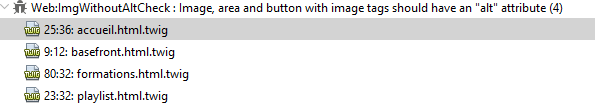 Web:ImgWithoutAltCheck : Image, area and button with image tags should have an "alt" attribute (4)
25:36: accueil.html.twig
9:12: basefront.html.twig
80:32: formations.html.twig
23:32: playlist.html.twig